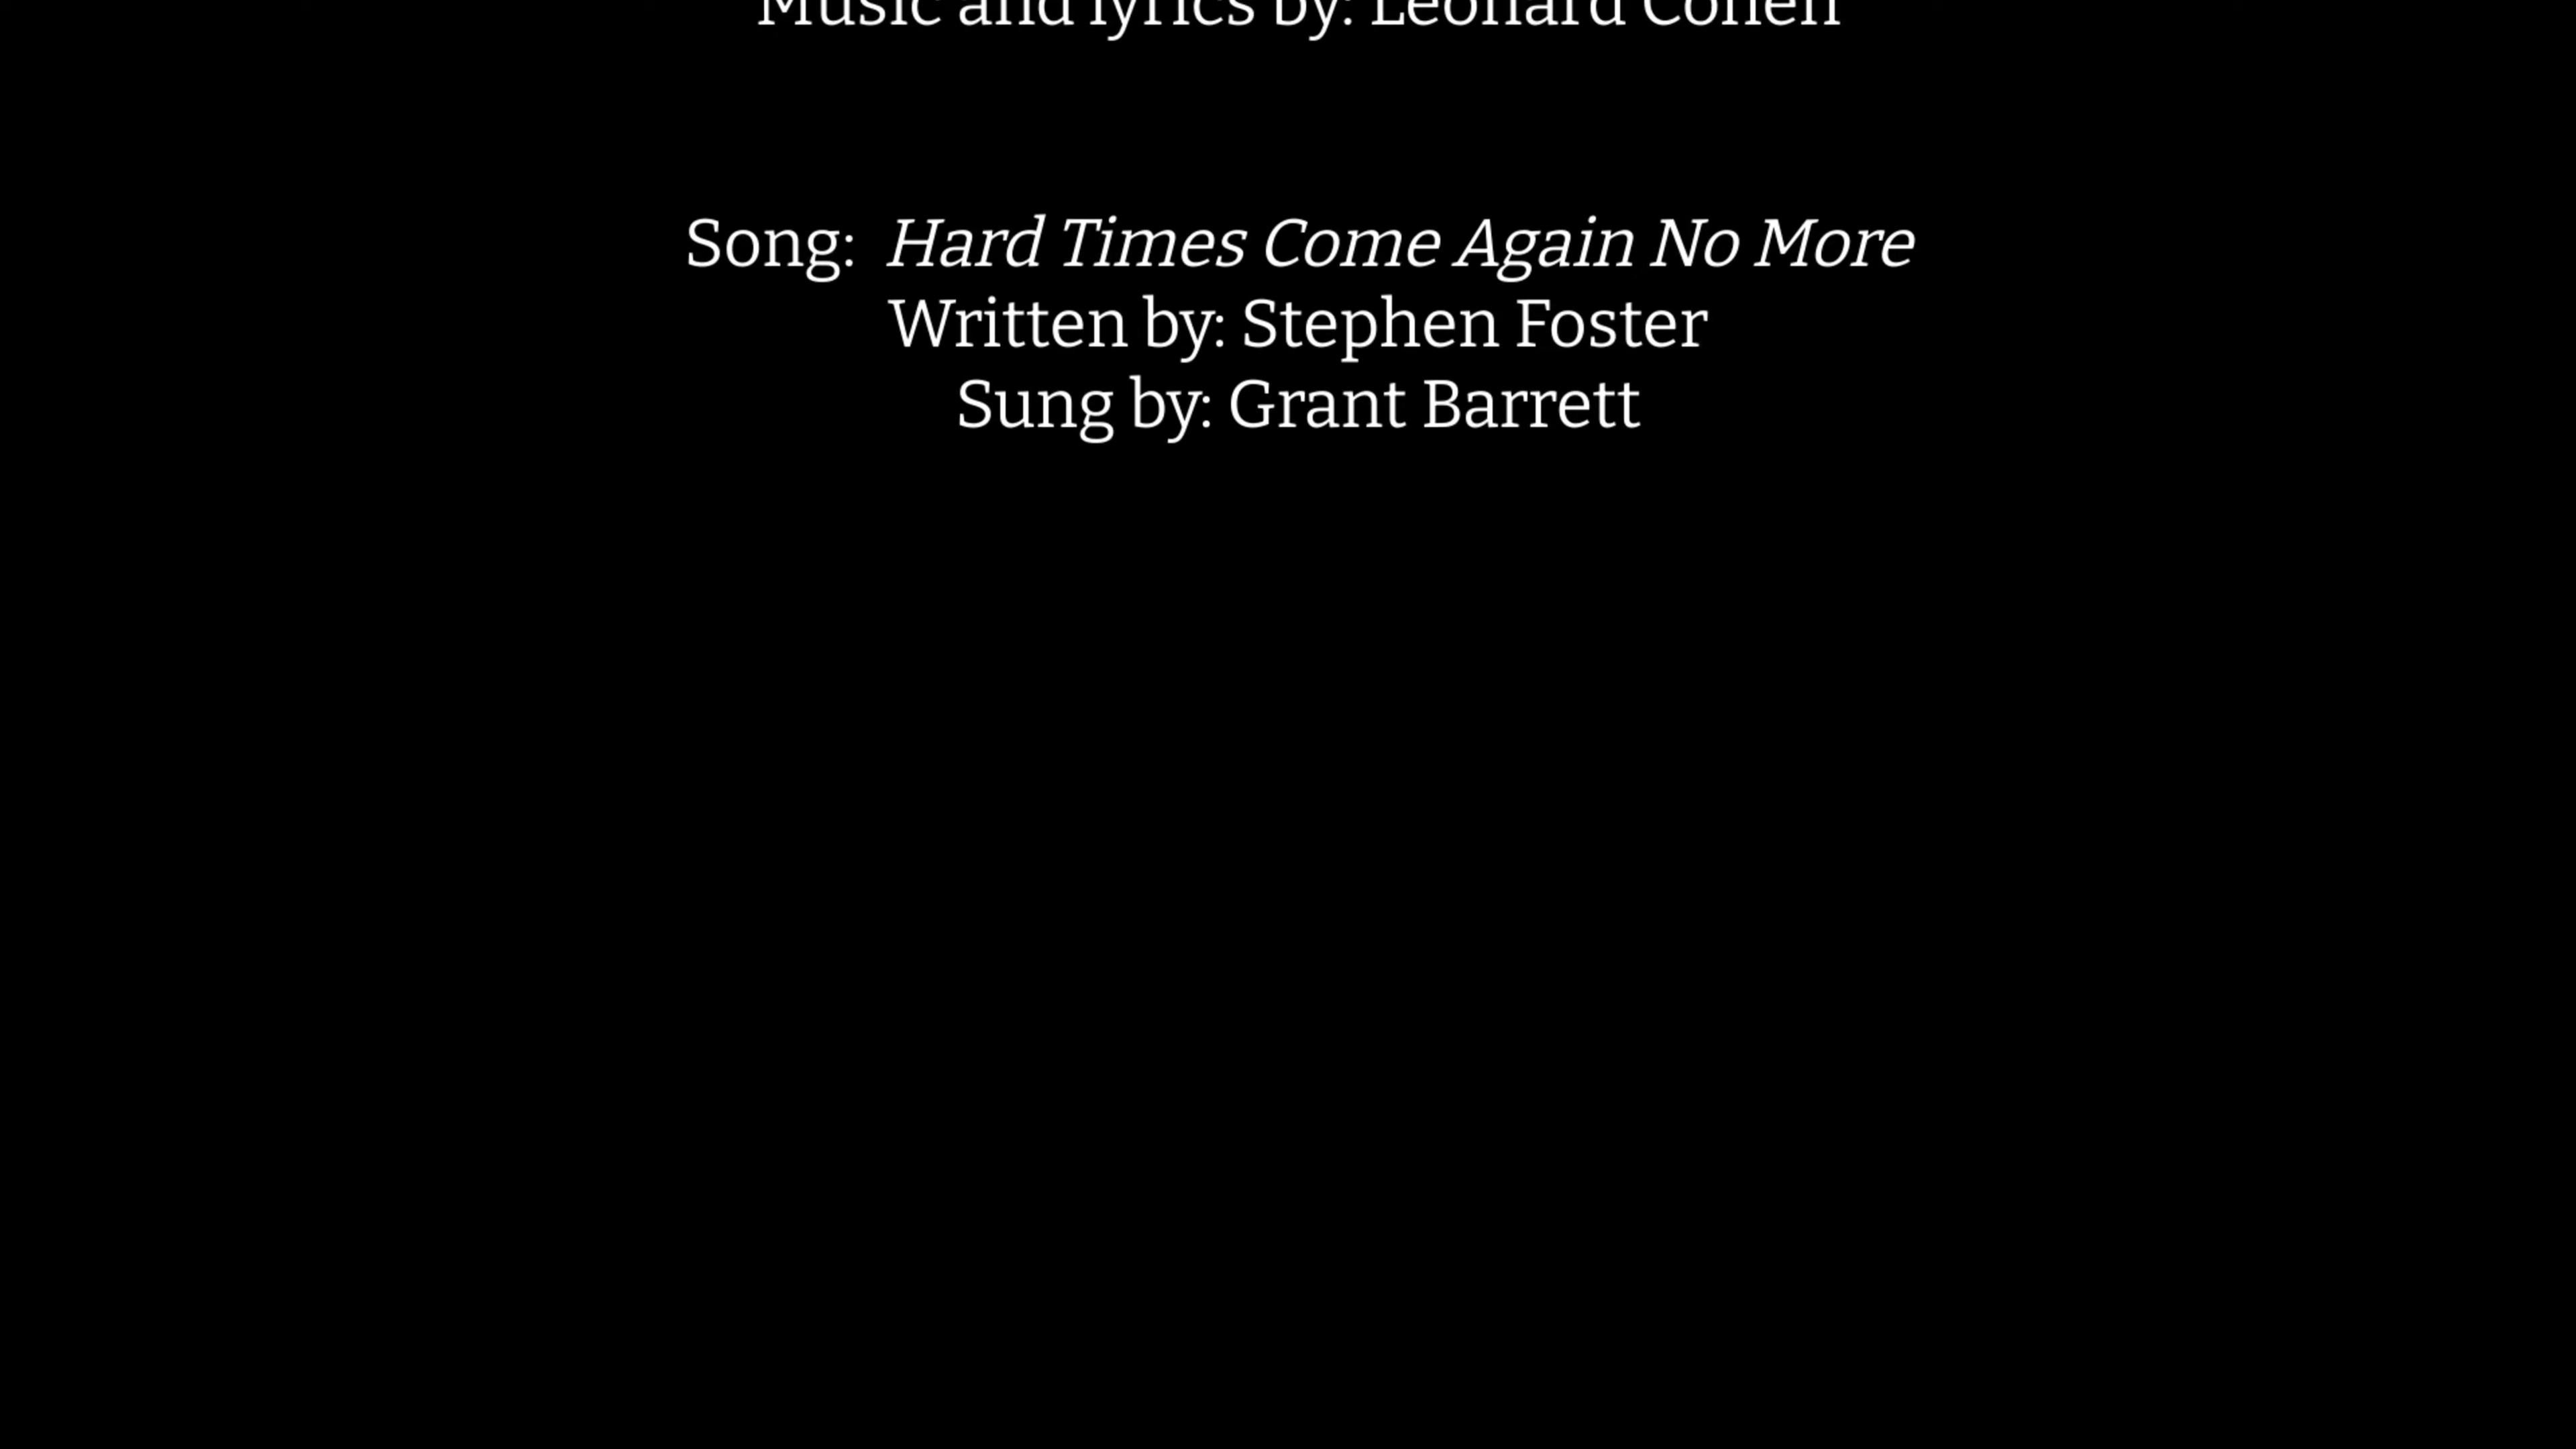 Music and lyrics by: Leonard Cohen
Song: Hard Times Come Again No More
Written by: Stephen Foster
Sung by: Grant Barrett